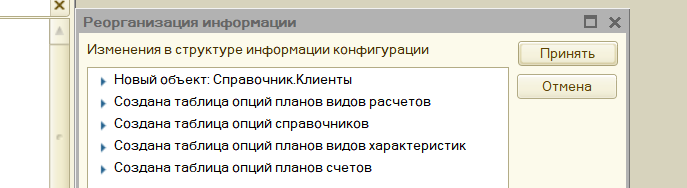 Реорганизация информации
Изменения в структуре информации конфигурации
Принять
Отмена
Новый объект: Справочник.Клиенты
Создана таблица опций планов видов расчетов
Создана таблица опций справочников
Создана таблица опций планов видов характеристик
Создана таблица опций планов счетов